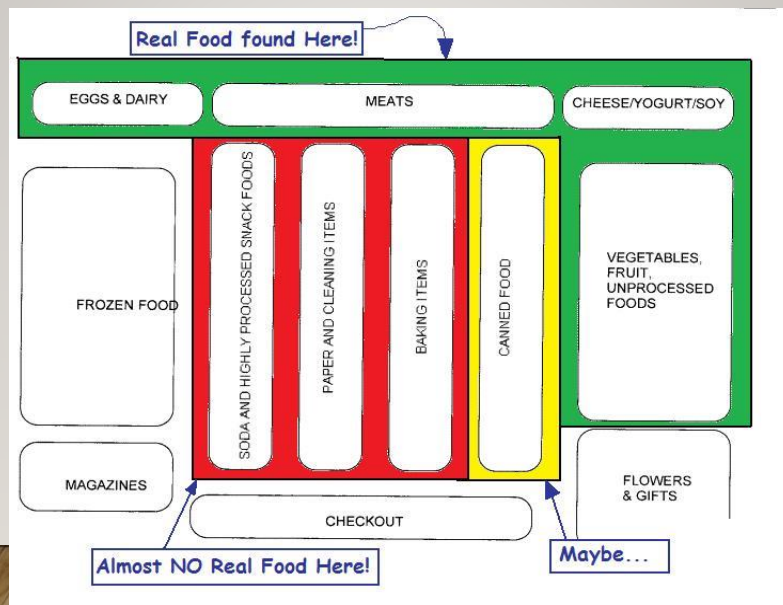 Real Food found Here!
EGGS & DAIRY
MEATS
CHEESE/YOGURT/SOY
FROZEN FOOD
SODA AND HIGHLY PROCESSED SNACK FOODS
PAPER AND CLEANING ITEMS
BAKING ITEMS
CANNED FOOD
VEGETABLES,
FRUIT,
UNPROCESSED
FOODS
MAGAZINES
CHECKOUT
FLOWERS
& GIFTS
Almost NO Real Food Here!
Maybe...